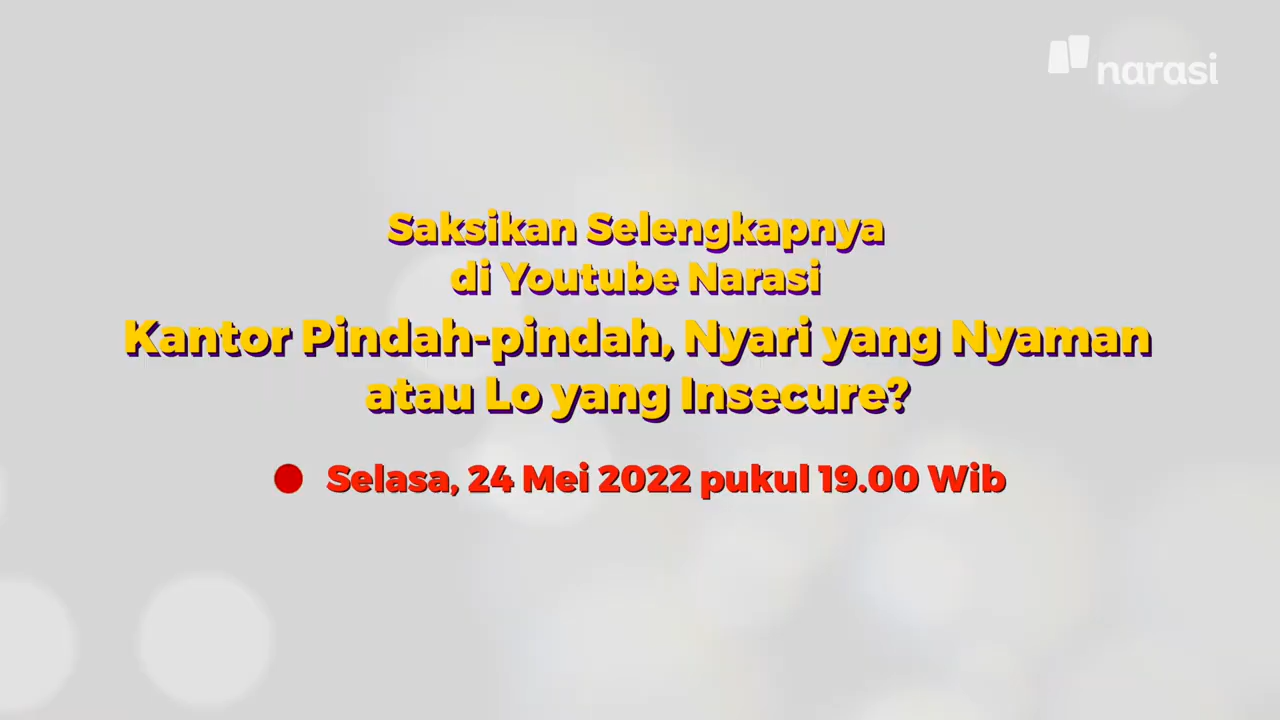 narasi
Saksikan Selengkapnya
di Youtube Narasi
Kantor Pindah-pindah, Nyari yang Nyaman
atau Lo yang Insecure?
Selasa, 24 Mei 2022 pukul 19.00 Wib